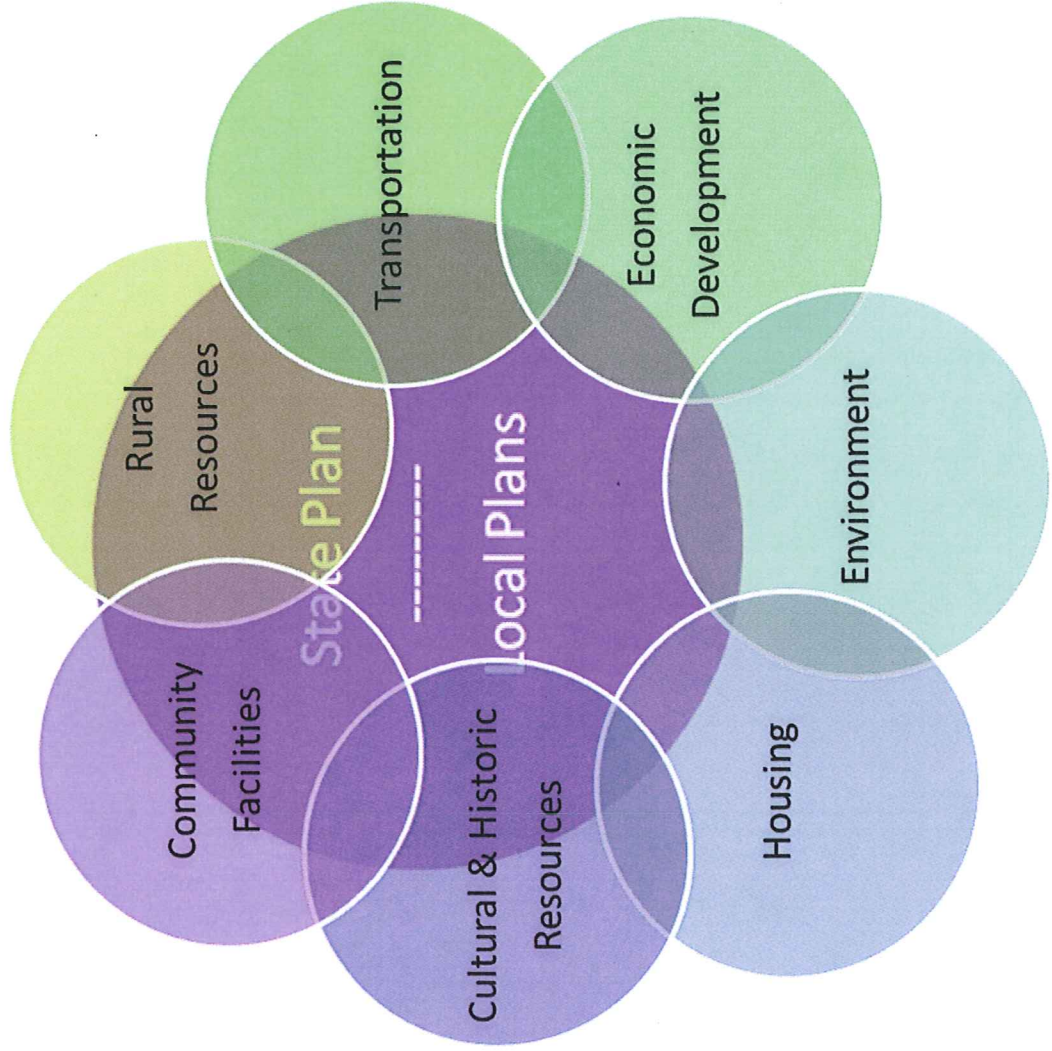 Rural
Resources
Community
Facilities
State Plan
---------
Local Plans
Transportation
Cultural & Historic
Resources
Economic
Development
Housing
Environment